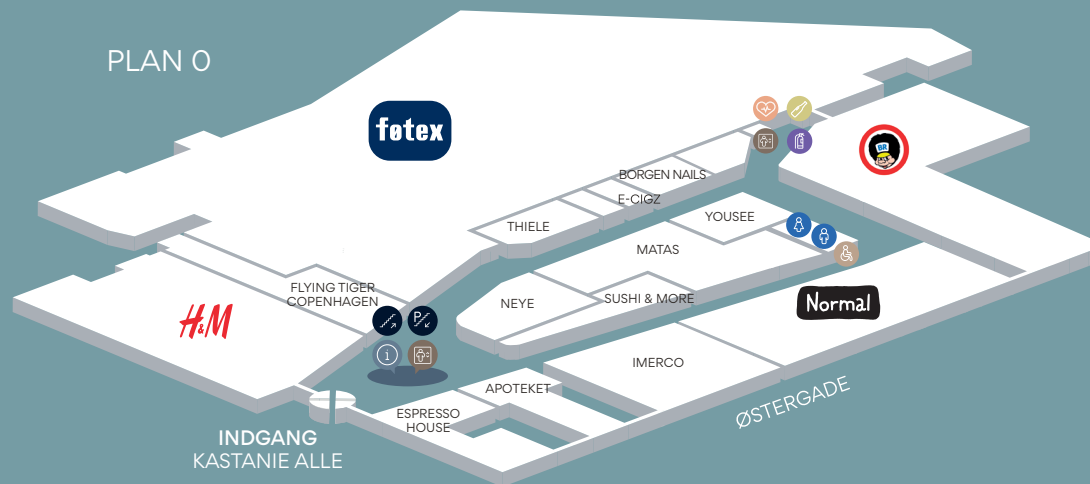 PLAN 0
føtex
BR
BORGEN NAILS
E-CIGZ
THIELE
YOUSEE
MATAS
FLYING TIGER
COPENHAGEN
NEYE
SUSHI & MORE
H&M
Normal
P
i
IMERCO
APOTEKET
ESPRESSO
HOUSE
ØSTERGADE
INDGANG
KASTANIE ALLE